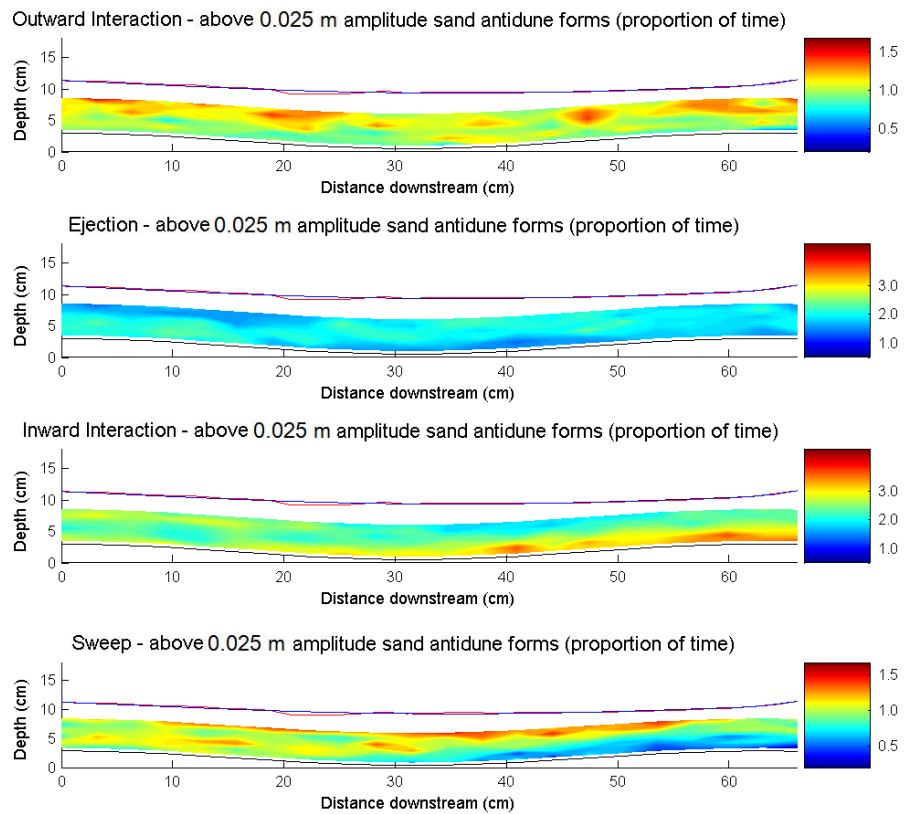 Outward Interaction - above 0.025 m amplitude sand antidune forms (proportion of time)
15
10
5
0
Depth (cm)
0 10 20 30 40 50 60
Distance downstream (cm)
1.5
1.0
0.5
Ejection - above 0.025 m amplitude sand antidune forms (proportion of time)
15
10
5
0
Depth (cm)
0 10 20 30 40 50 60
Distance downstream (cm)
3.0
2.0
1.0
Inward Interaction - above 0.025 m amplitude sand antidune forms (proportion of time)
15
10
5
0
Depth (cm)
0 10 20 30 40 50 60
Distance downstream (cm)
3.0
2.0
1.0
Sweep - above 0.025 m amplitude sand antidune forms (proportion of time)
15
10
5
0
Depth (cm)
0 10 20 30 40 50 60
Distance downstream (cm)
1.5
1.0
0.5